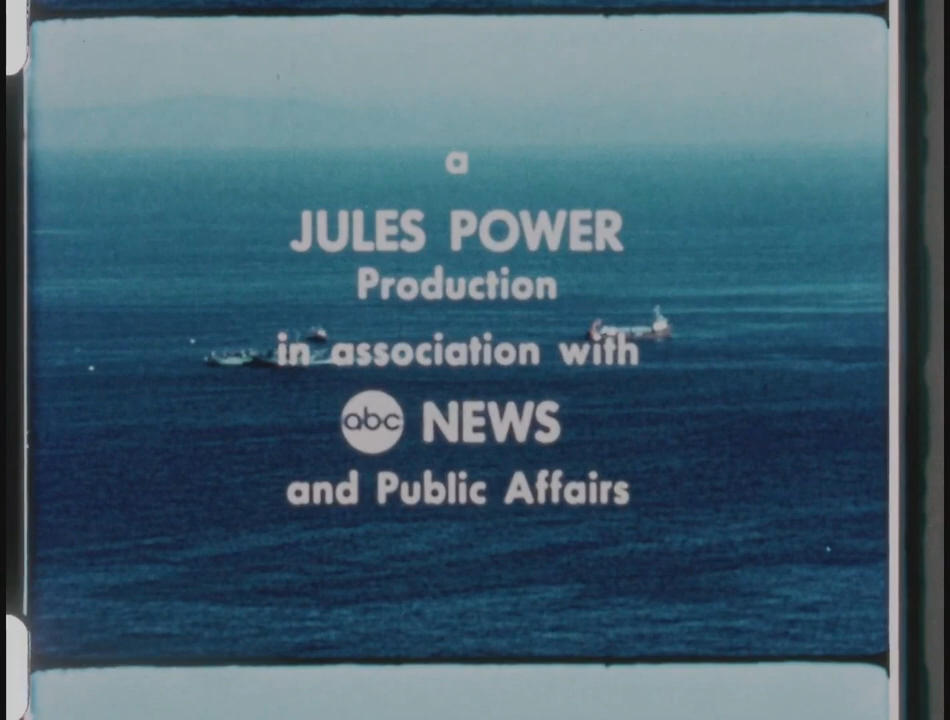 a
JULES POWER
Production
in association with
abc NEWS
and Public Affairs